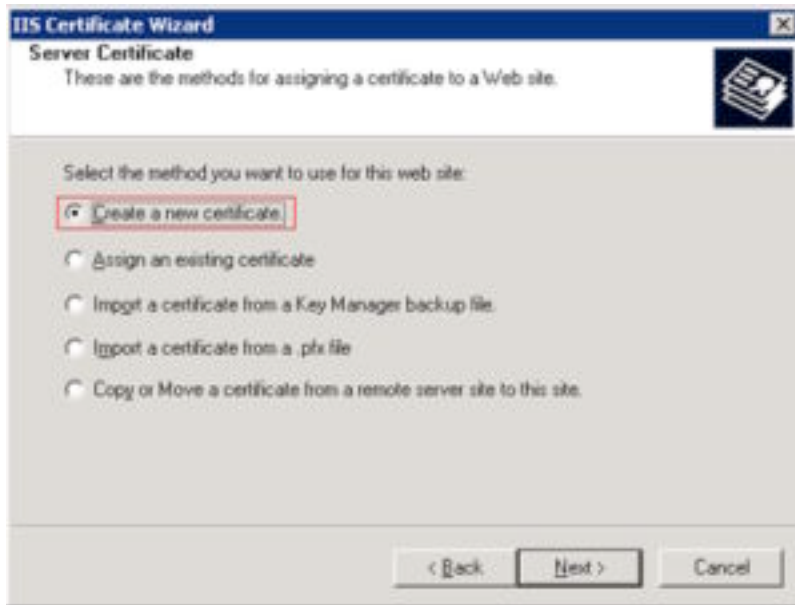 IIS Certificate Wizard
Server Certificate
These are the methods for assigning a certificate to a Web site.
Select the method you want to use for this web site:
Create a new certificate.
Assign an existing certificate
Import a certificate from a Key Manager backup file.
Import a certificate from a .pfx file
Copy or Move a certificate from a remote server site to this site.
< Back Next > Cancel